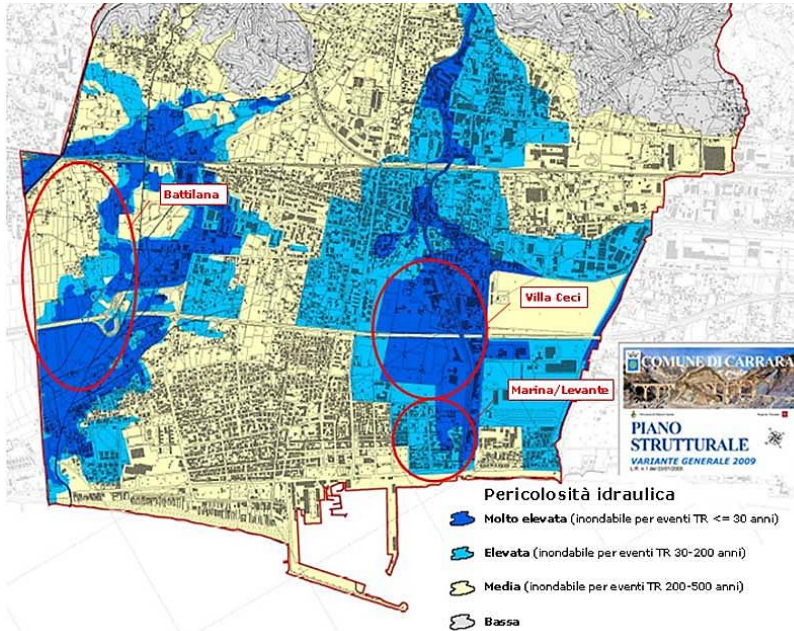 Battilana
Villa Ceci
Marina/Levante
COMUNE DI CARRARA
PIANO
STRUTTURALE
VARIANTE GENERALE 2009
Pericolosità idraulica
Molto elevata (inondabile per eventi TR <= 30 anni)
Elevata (inondabile per eventi TR 30-200 anni)
Media (inondabile per eventi TR 200-500 anni)
Bassa